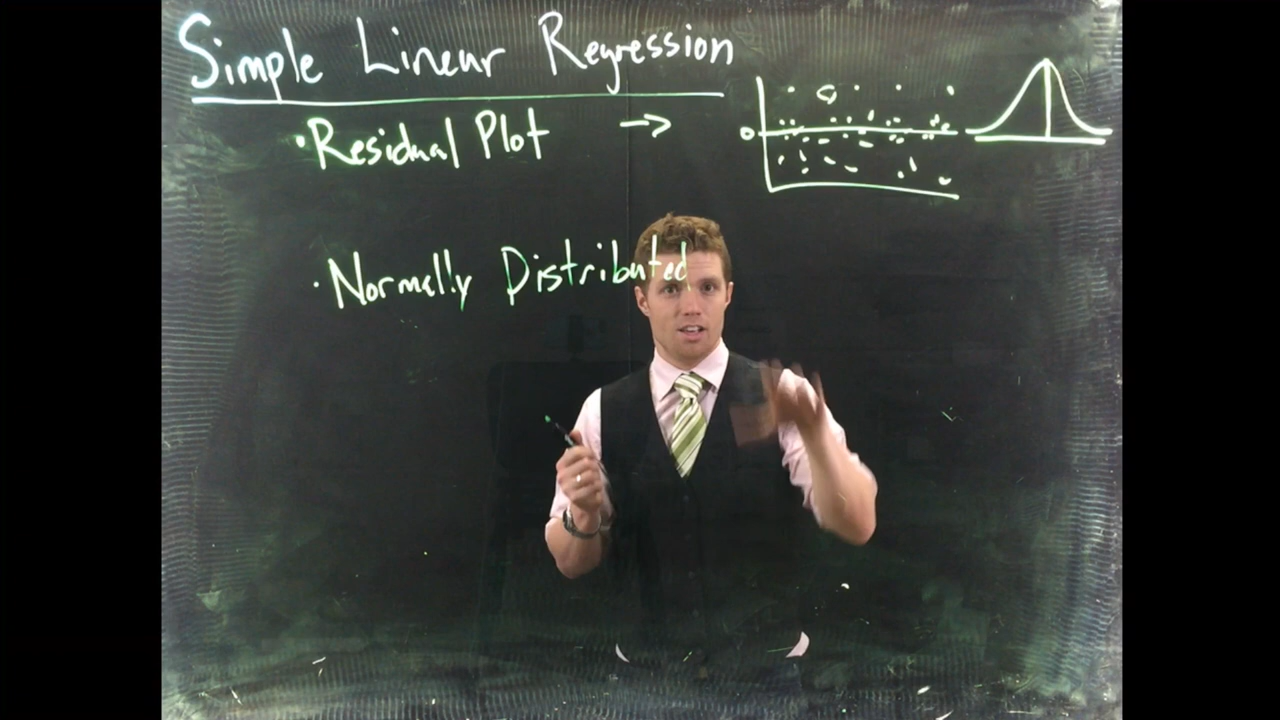 Simple Linear Regression
• Residual Plot →
0
• Normally Distributed